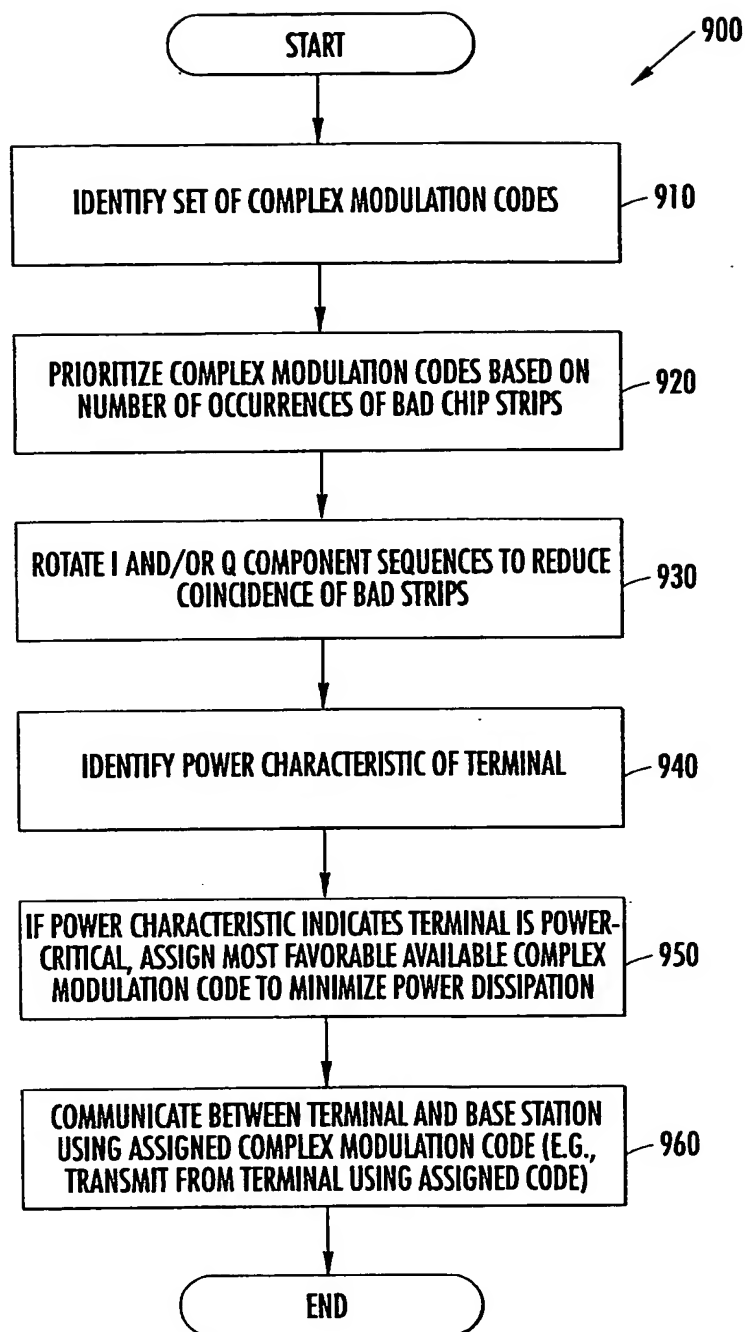 START
900
IDENTIFY SET OF COMPLEX MODULATION CODES
910
PRIORITIZE COMPLEX MODULATION CODES BASED ON
NUMBER OF OCCURRENCES OF BAD CHIP STRIPS
920
ROTATE I AND/OR Q COMPONENT SEQUENCES TO REDUCE
COINCIDENCE OF BAD STRIPS
930
IDENTIFY POWER CHARACTERISTIC OF TERMINAL
940
IF POWER CHARACTERISTIC INDICATES TERMINAL IS POWER-
CRITICAL, ASSIGN MOST FAVORABLE AVAILABLE COMPLEX
MODULATION CODE TO MINIMIZE POWER DISSIPATION
950
COMMUNICATE BETWEEN TERMINAL AND BASE STATION
USING ASSIGNED COMPLEX MODULATION CODE (E.G.,
TRANSMIT FROM TERMINAL USING ASSIGNED CODE)
960
END